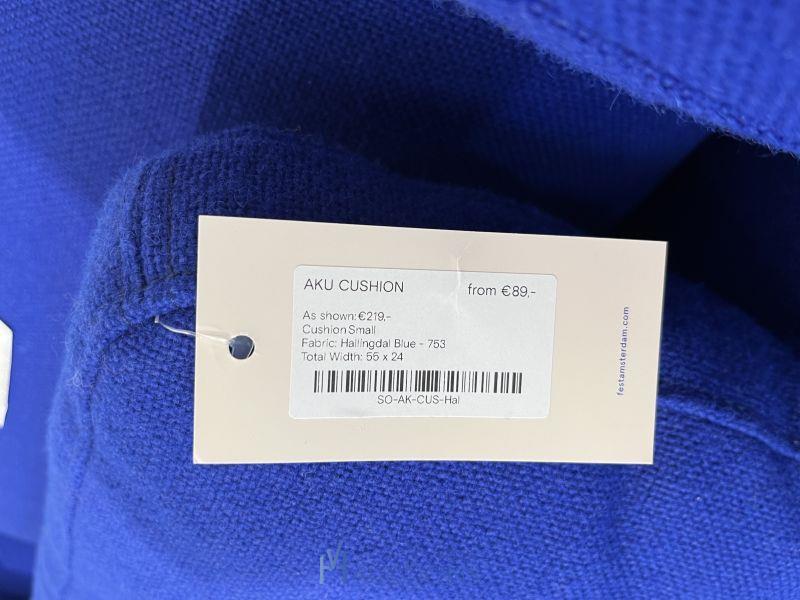 AKU CUSHION
from €89,-
As shown: €219,-
Cushion Small
Fabric: Hallingdal Blue - 753
Total Width: 55 x 24
SO-AK-CUS-Hal
festamsterdam.com